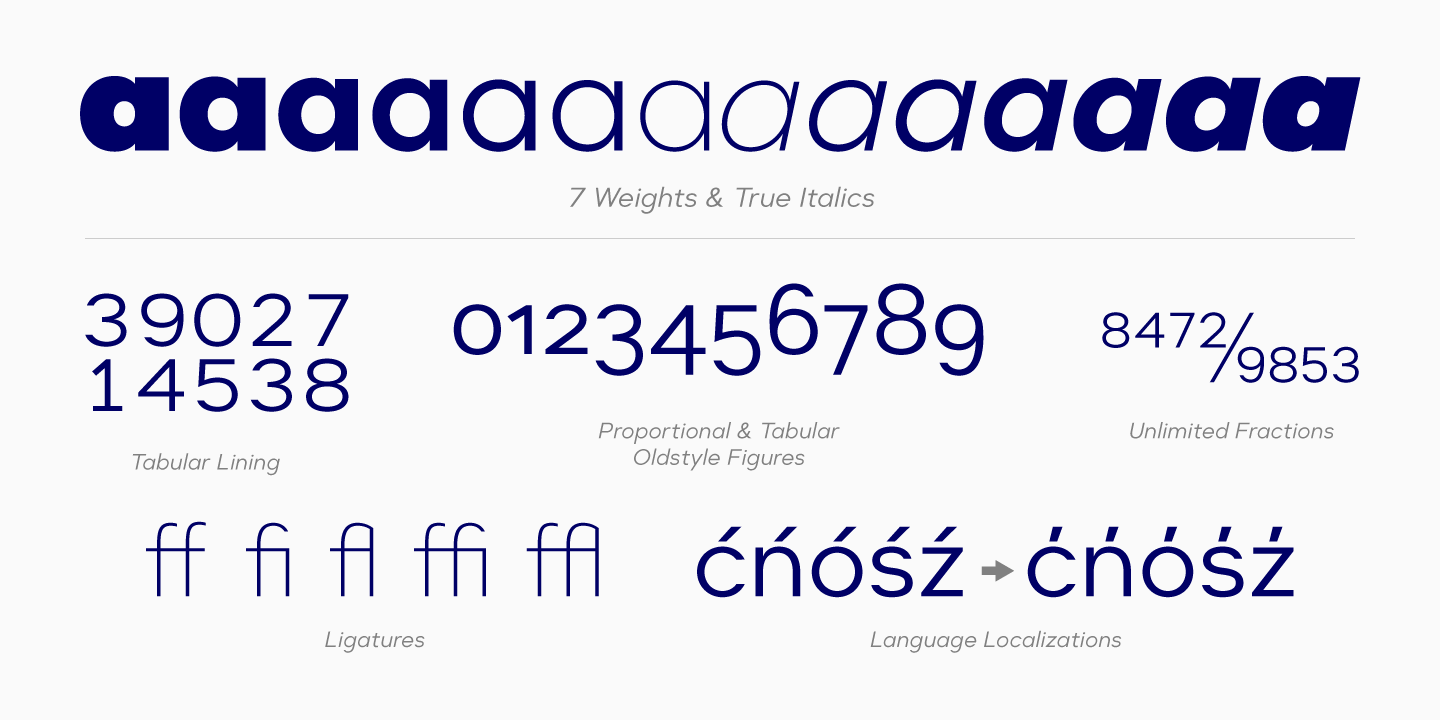 aaaaaaaaaaaaaa
7 Weights & True Italics
39027
14538
Tabular Lining
0123456789
Proportional & Tabular
Oldstyle Figures
8472/9853
Unlimited Fractions
ff fi fl ffi ffl
Ligatures
ćńóśź → ćńóśź
Language Localizations